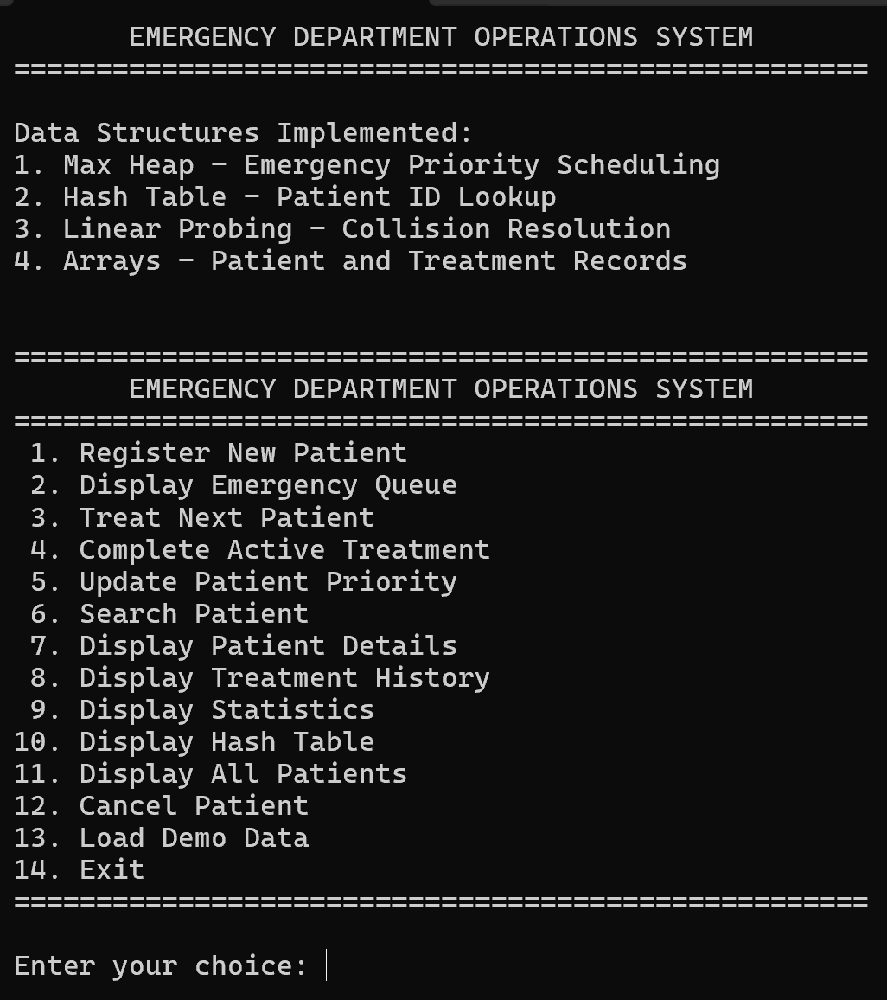 EMERGENCY DEPARTMENT OPERATIONS SYSTEM
====================================================
Data Structures Implemented:
1. Max Heap - Emergency Priority Scheduling
2. Hash Table - Patient ID Lookup
3. Linear Probing - Collision Resolution
4. Arrays - Patient and Treatment Records
====================================================
EMERGENCY DEPARTMENT OPERATIONS SYSTEM
====================================================
1. Register New Patient
2. Display Emergency Queue
3. Treat Next Patient
4. Complete Active Treatment
5. Update Patient Priority
6. Search Patient
7. Display Patient Details
8. Display Treatment History
9. Display Statistics
10. Display Hash Table
11. Display All Patients
12. Cancel Patient
13. Load Demo Data
14. Exit
====================================================
Enter your choice: